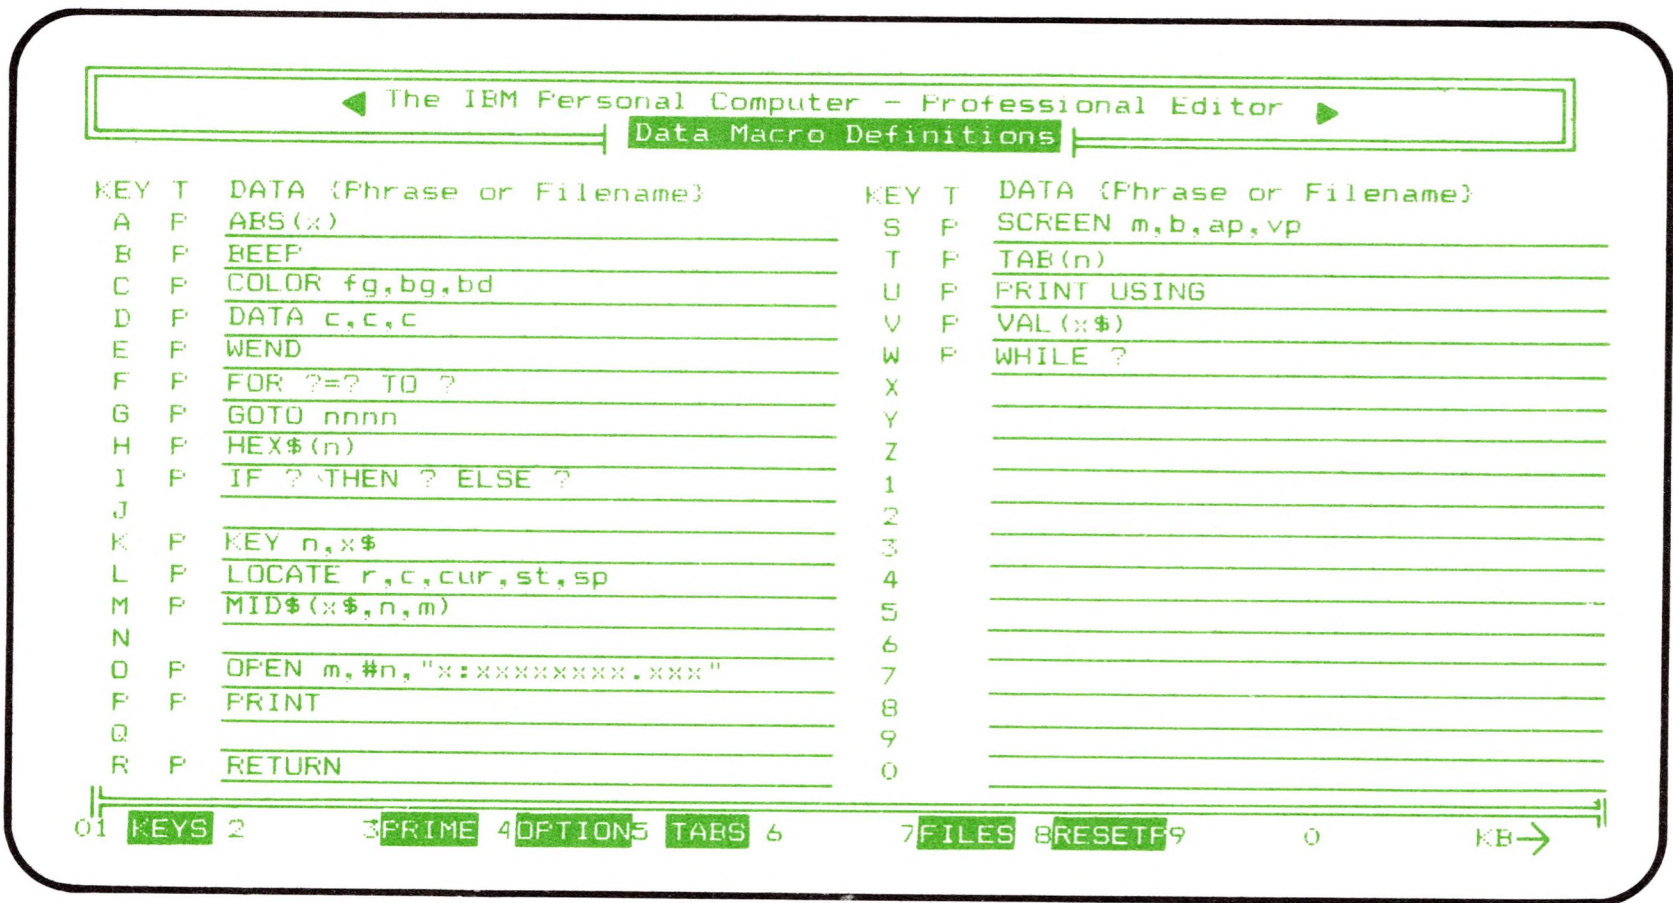 ◄ The IBM Personal Computer - Professional Editor ►
Data Macro Definitions
KEY T DATA {Phrase or Filename}
A P ABS(x)
B P BEEP
C P COLOR fg,bg,bd
D P DATA c,c,c
E P WEND
F P FOR ?=? TO ?
G P GOTO nnnn
H P HEX$(n)
I P IF ? THEN ? ELSE ?
J
K P KEY n,x$
L P LOCATE r,c,cur,st,sp
M P MID$(x$,n,m)
N
O P OPEN m,#n,"x:xxxxxxxx.xxx"
P P PRINT
Q
R P RETURN
KEY T DATA {Phrase or Filename}
S P SCREEN m,b,ap,vp
T P TAB(n)
U P PRINT USING
V P VAL(x$)
W P WHILE ?
X
Y
Z
1
2
3
4
5
6
7
8
9
0
01 KEYS 2 3PRIME 4OPTION5 TABS 6 7FILES 8RESETP9 0 KB→